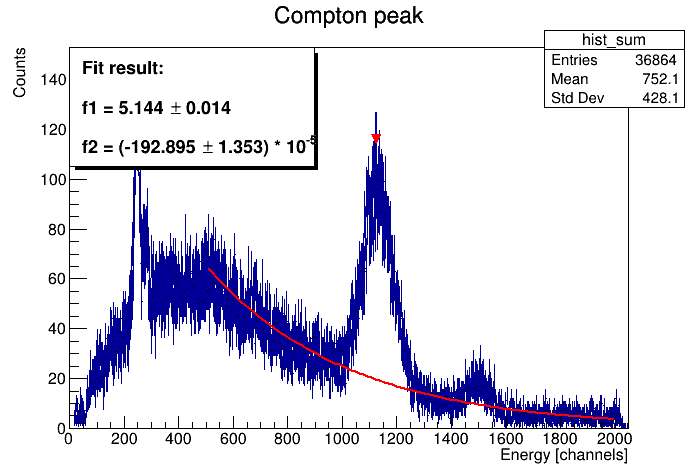 Compton peak
hist_sum
Entries 36864
Mean 752.1
Std Dev 428.1
Fit result:
f1 = 5.144 ± 0.014
f2 = (-192.895 ± 1.353) * 10^-5
Counts
140
120
100
80
60
40
20
0
0 200 400 600 800 1000 1200 1400 1600 1800 2000
Energy [channels]